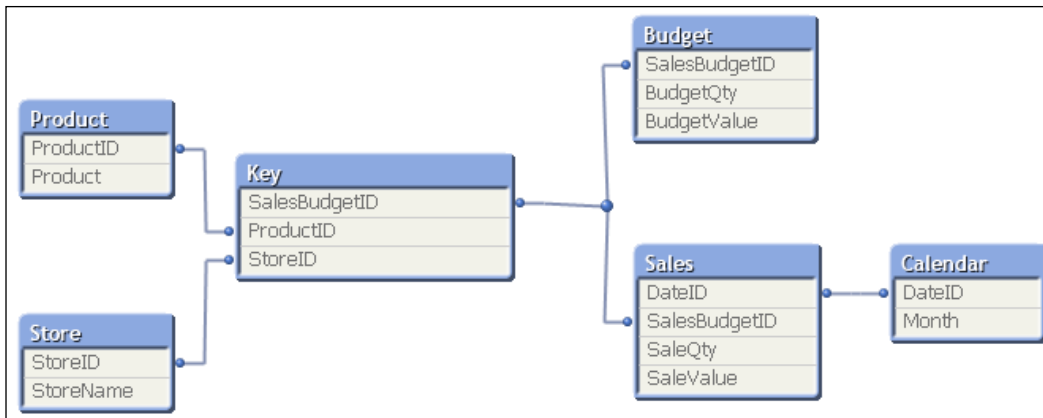 Product
ProductID
Product
Store
StoreID
StoreName
Key
SalesBudgetID
ProductID
StoreID
Budget
SalesBudgetID
BudgetQty
BudgetValue
Sales
DateID
SalesBudgetID
SaleQty
SaleValue
Calendar
DateID
Month